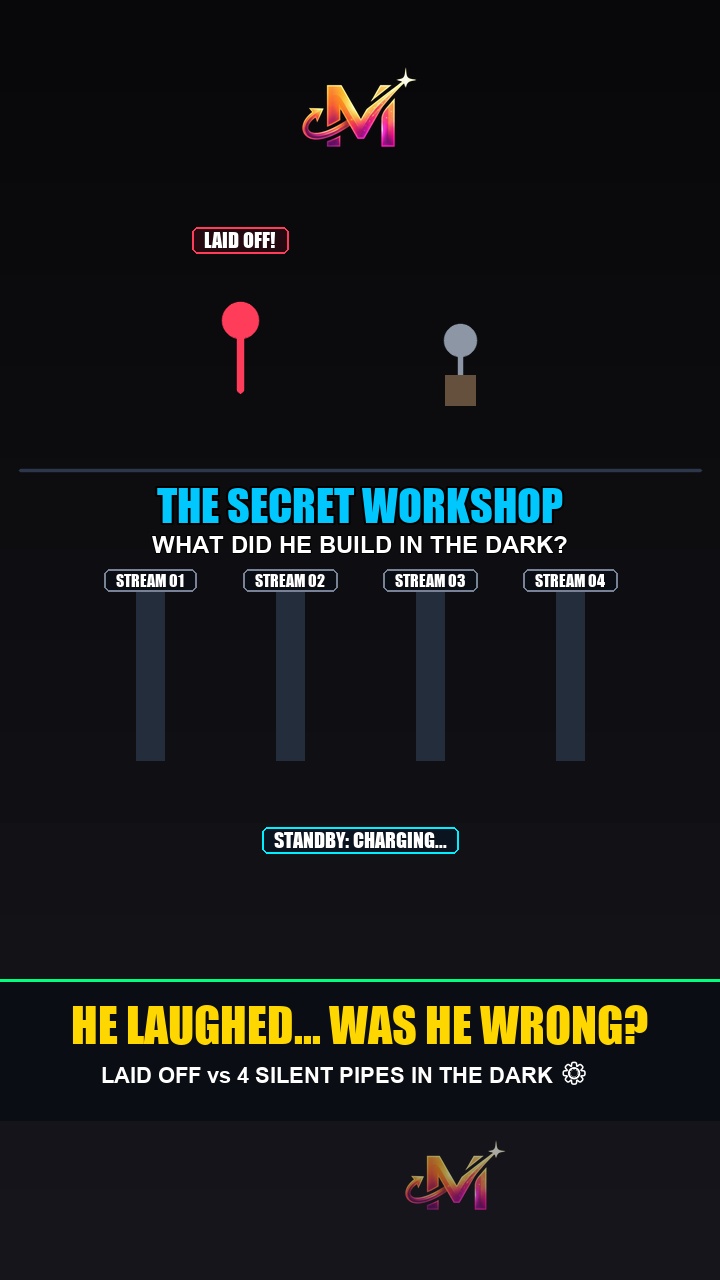 M
LAID OFF!
THE SECRET WORKSHOP
WHAT DID HE BUILD IN THE DARK?
STREAM 01 STREAM 02 STREAM 03 STREAM 04
STANDBY: CHARGING...
HE LAUGHED... WAS HE WRONG?
LAID OFF vs 4 SILENT PIPES IN THE DARK
M